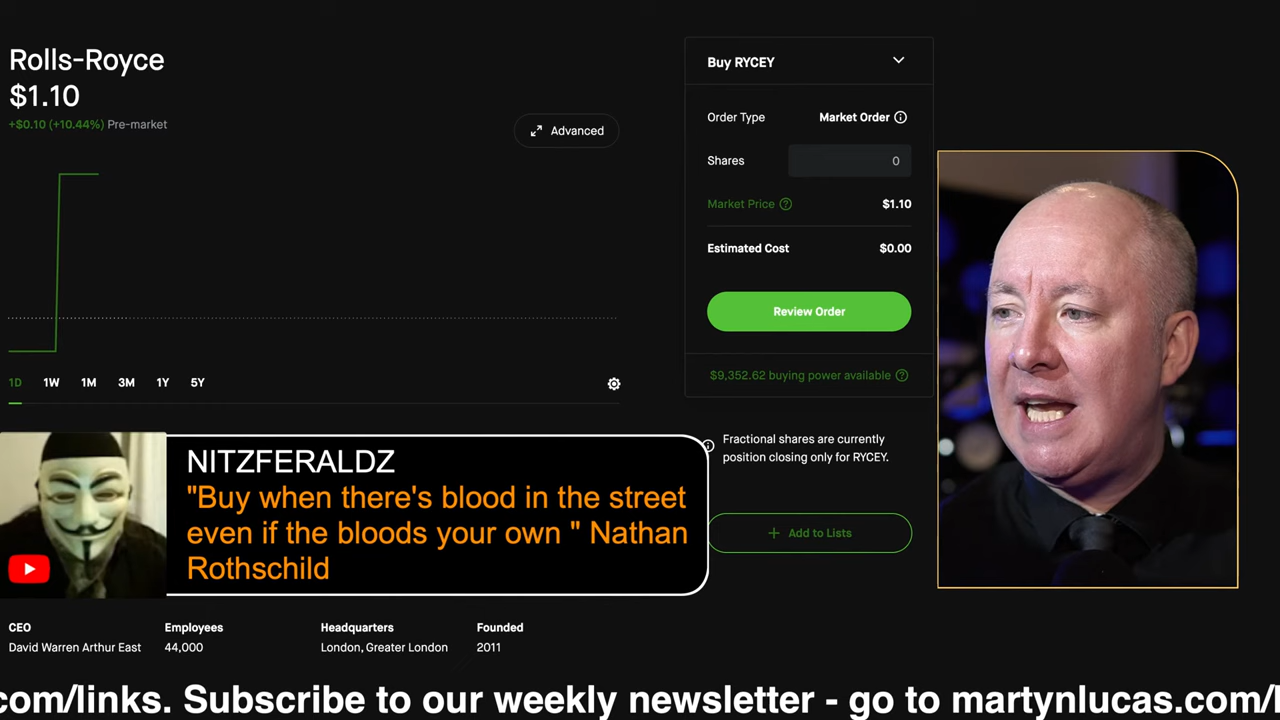 Rolls-Royce
$1.10
+$0.10 (+10.44%) Pre-market
Advanced
1D 1W 1M 3M 1Y 5Y
Buy RYCEY
Order Type Market Order
Shares 0
Market Price $1.10
Estimated Cost $0.00
Review Order
$9,352.62 buying power available
Fractional shares are currently
position closing only for RYCEY.
+ Add to Lists
NITZFERALDZ
"Buy when there's blood in the street
even if the bloods your own " Nathan
Rothschild
CEO Employees Headquarters Founded
David Warren Arthur East 44,000 London, Greater London 2011
com/links. Subscribe to our weekly newsletter - go to martynlucas.com/